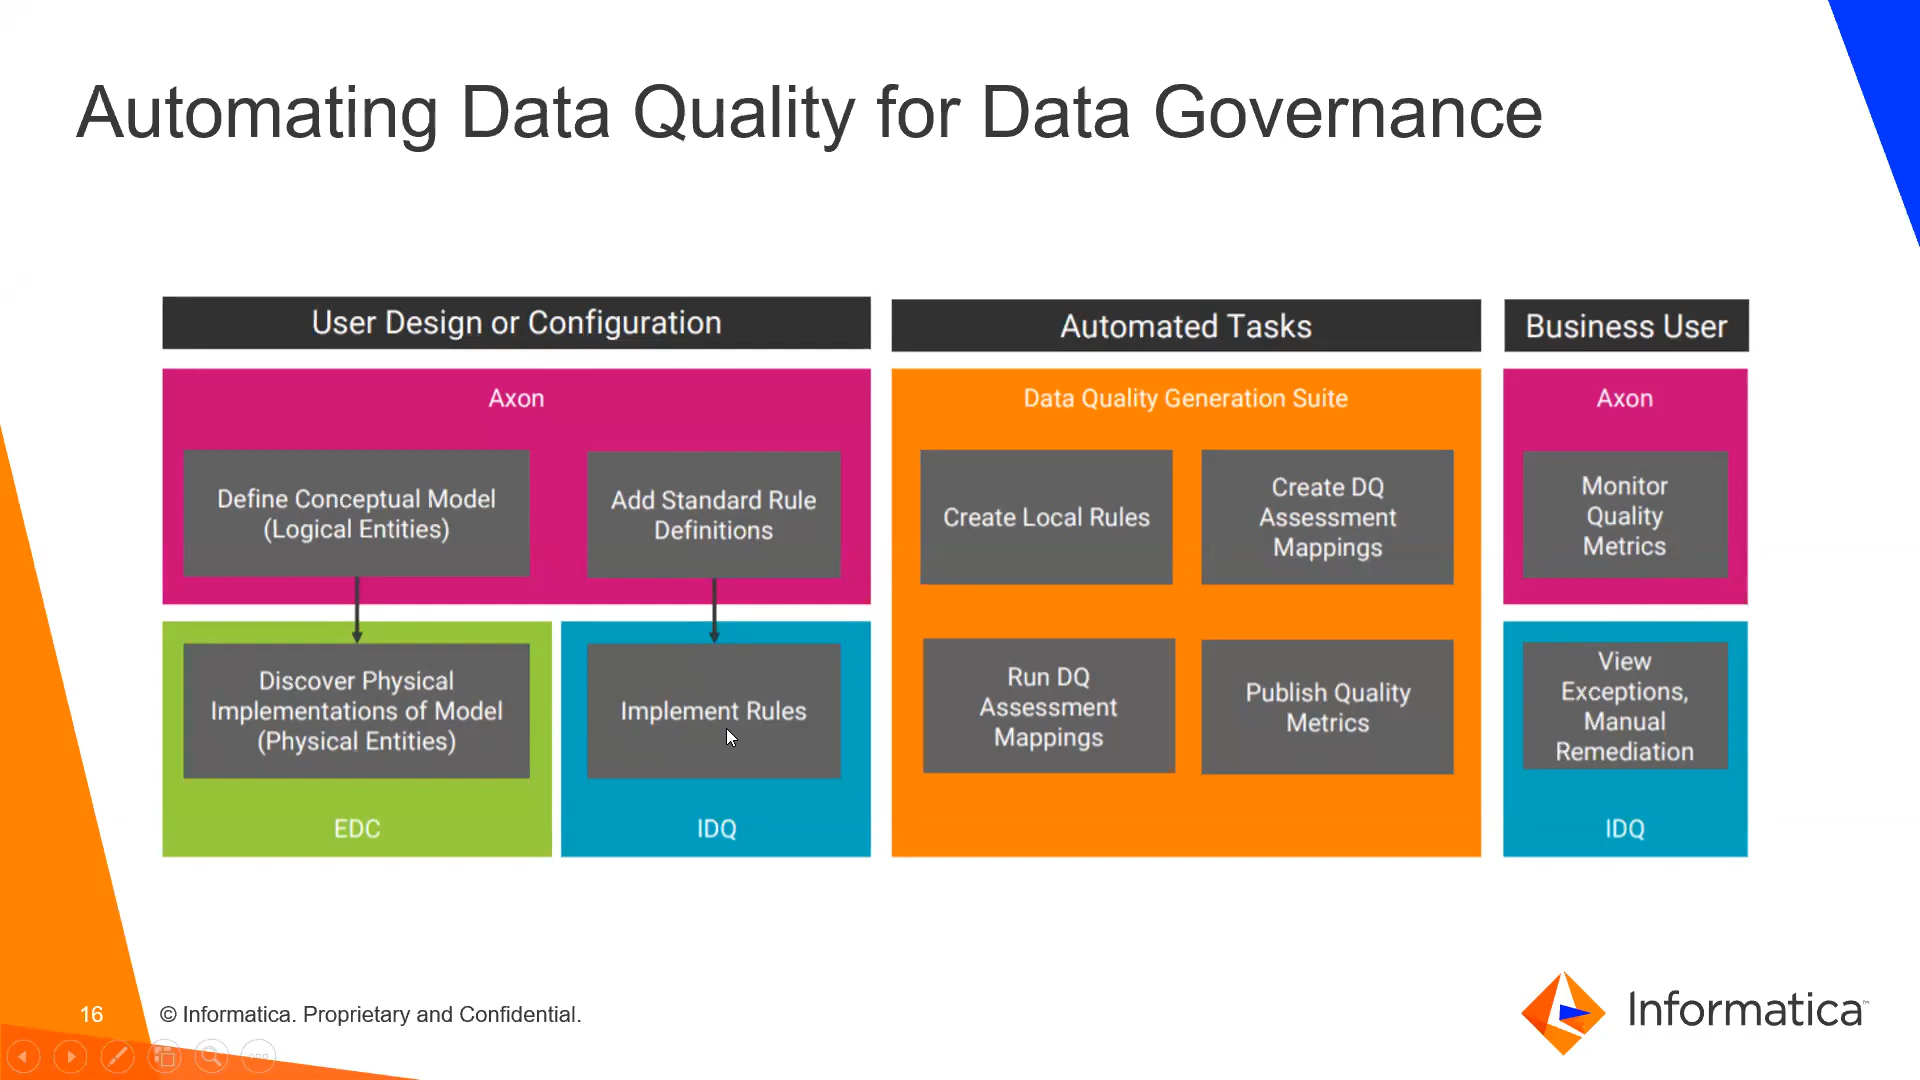 Automating Data Quality for Data Governance
User Design or Configuration
Automated Tasks
Business User
Axon
Define Conceptual Model
(Logical Entities)
Add Standard Rule
Definitions
Discover Physical
Implementations of Model
(Physical Entities)
EDC
Implement Rules
IDQ
Data Quality Generation Suite
Create Local Rules
Create DQ
Assessment
Mappings
Run DQ
Assessment
Mappings
Publish Quality
Metrics
Axon
Monitor
Quality
Metrics
View
Exceptions,
Manual
Remediation
IDQ
16
© Informatica. Proprietary and Confidential.
Informatica™